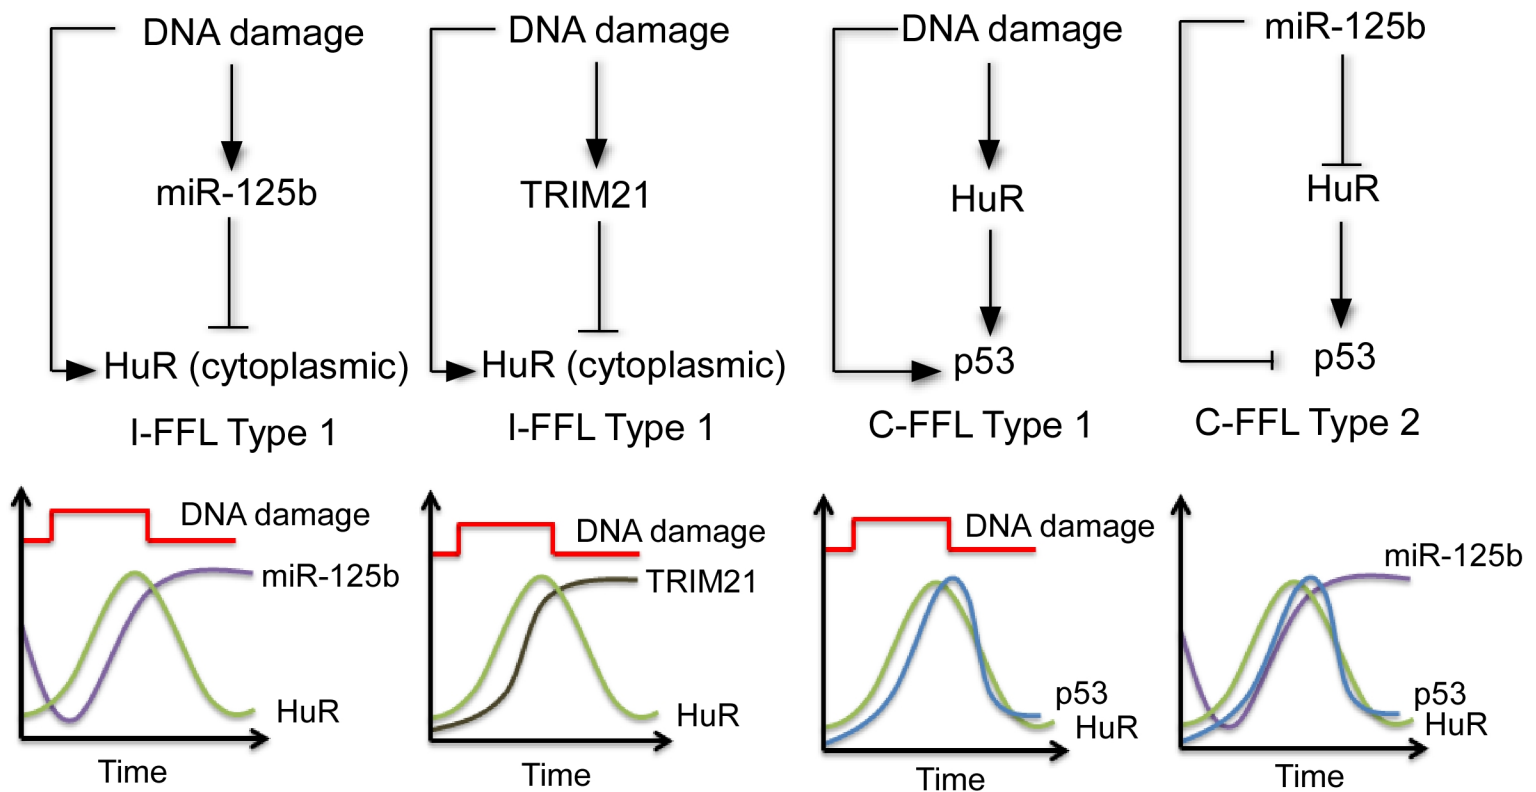 DNA damage
miR-125b
HuR (cytoplasmic)
I-FFL Type 1
DNA damage
TRIM21
HuR (cytoplasmic)
I-FFL Type 1
DNA damage
HuR
p53
C-FFL Type 1
miR-125b
HuR
p53
C-FFL Type 2
DNA damage
miR-125b
HuR
Time
DNA damage
TRIM21
HuR
Time
DNA damage
p53
HuR
Time
miR-125b
p53
HuR
Time